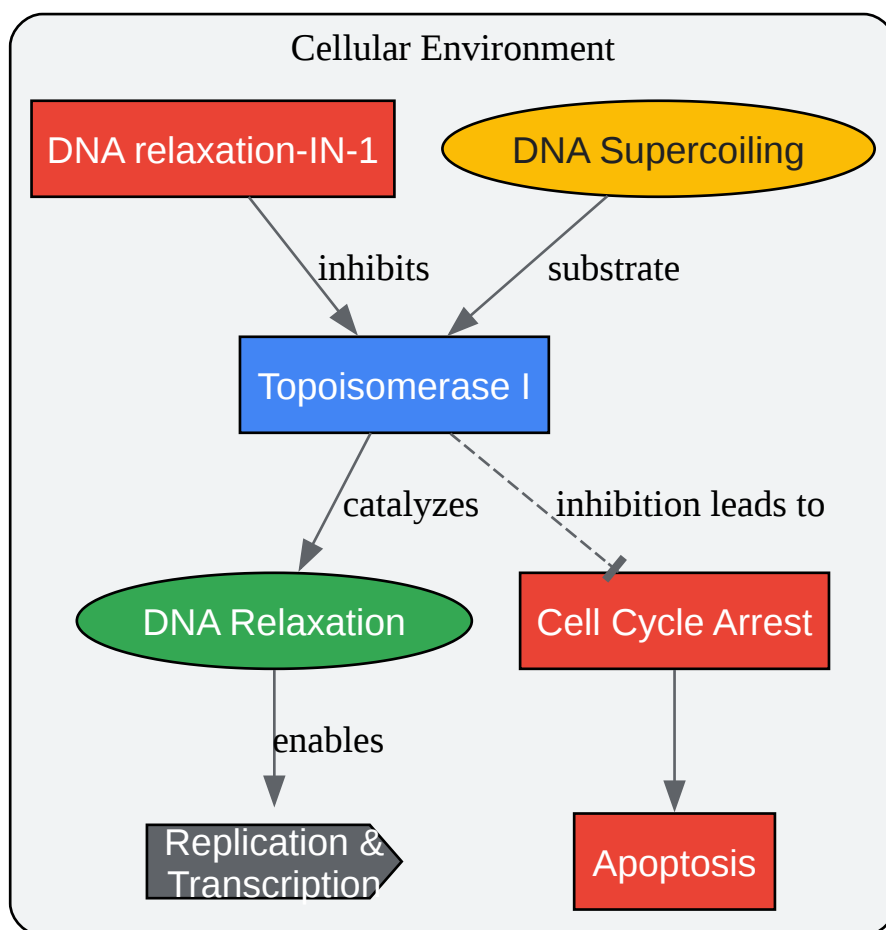 Cellular Environment
DNA relaxation-IN-1
DNA Supercoiling
inhibits
substrate
Topoisomerase I
catalyzes
inhibition leads to
DNA Relaxation
Cell Cycle Arrest
enables
Replication &
Transcription
Apoptosis